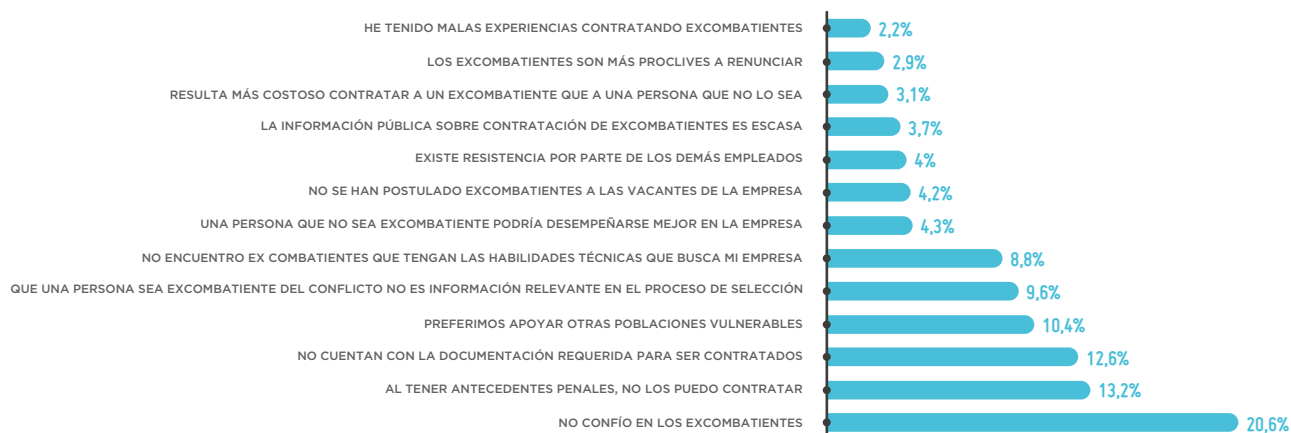 HE TENIDO MALAS EXPERIENCIAS CONTRATANDO EXCOMBATIENTES 2,2%
LOS EXCOMBATIENTES SON MÁS PROCLIVES A RENUNCIAR 2,9%
RESULTA MÁS COSTOSO CONTRATAR A UN EXCOMBATIENTE QUE A UNA PERSONA QUE NO LO SEA 3,1%
LA INFORMACIÓN PÚBLICA SOBRE CONTRATACIÓN DE EXCOMBATIENTES ES ESCASA 3,7%
EXISTE RESISTENCIA POR PARTE DE LOS DEMÁS EMPLEADOS 4%
NO SE HAN POSTULADO EXCOMBATIENTES A LAS VACANTES DE LA EMPRESA 4,2%
UNA PERSONA QUE NO SEA EXCOMBATIENTE PODRÍA DESEMPEÑARSE MEJOR EN LA EMPRESA 4,3%
NO ENCUENTRO EX COMBATIENTES QUE TENGAN LAS HABILIDADES TÉCNICAS QUE BUSCA MI EMPRESA 8,8%
QUE UNA PERSONA SEA EXCOMBATIENTE DEL CONFLICTO NO ES INFORMACIÓN RELEVANTE EN EL PROCESO DE SELECCIÓN 9,6%
PREFERIMOS APOYAR OTRAS POBLACIONES VULNERABLES 10,4%
NO CUENTAN CON LA DOCUMENTACIÓN REQUERIDA PARA SER CONTRATADOS 12,6%
AL TENER ANTECEDENTES PENALES, NO LOS PUEDO CONTRATAR 13,2%
NO CONFÍO EN LOS EXCOMBATIENTES 20,6%